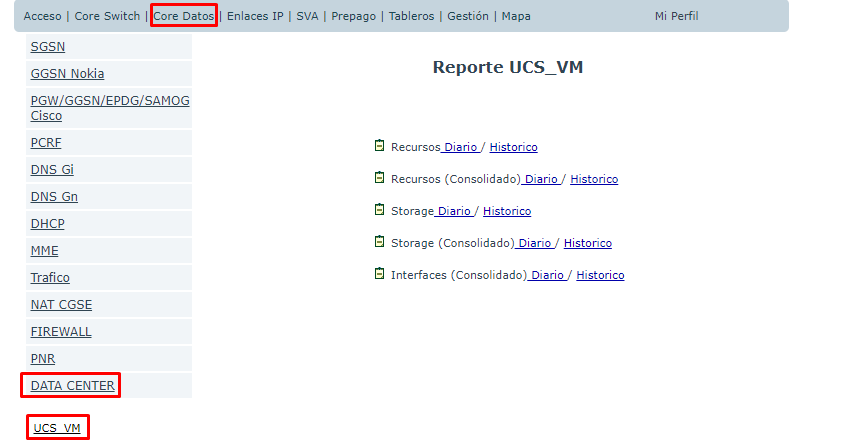 Acceso | Core Switch | Core Datos | Enlaces IP | SVA | Prepago | Tableros | Gestión | Mapa Mi Perfil
SGSN
GGSN Nokia
PGW/GGSN/EPDG/SAMOG
Cisco
PCRF
DNS Gi
DNS Gn
DHCP
MME
Trafico
NAT CGSE
FIREWALL
PNR
DATA CENTER
UCS_VM
Reporte UCS_VM
Recursos Diario / Historico
Recursos (Consolidado) Diario / Historico
Storage Diario / Historico
Storage (Consolidado) Diario / Historico
Interfaces (Consolidado) Diario / Historico